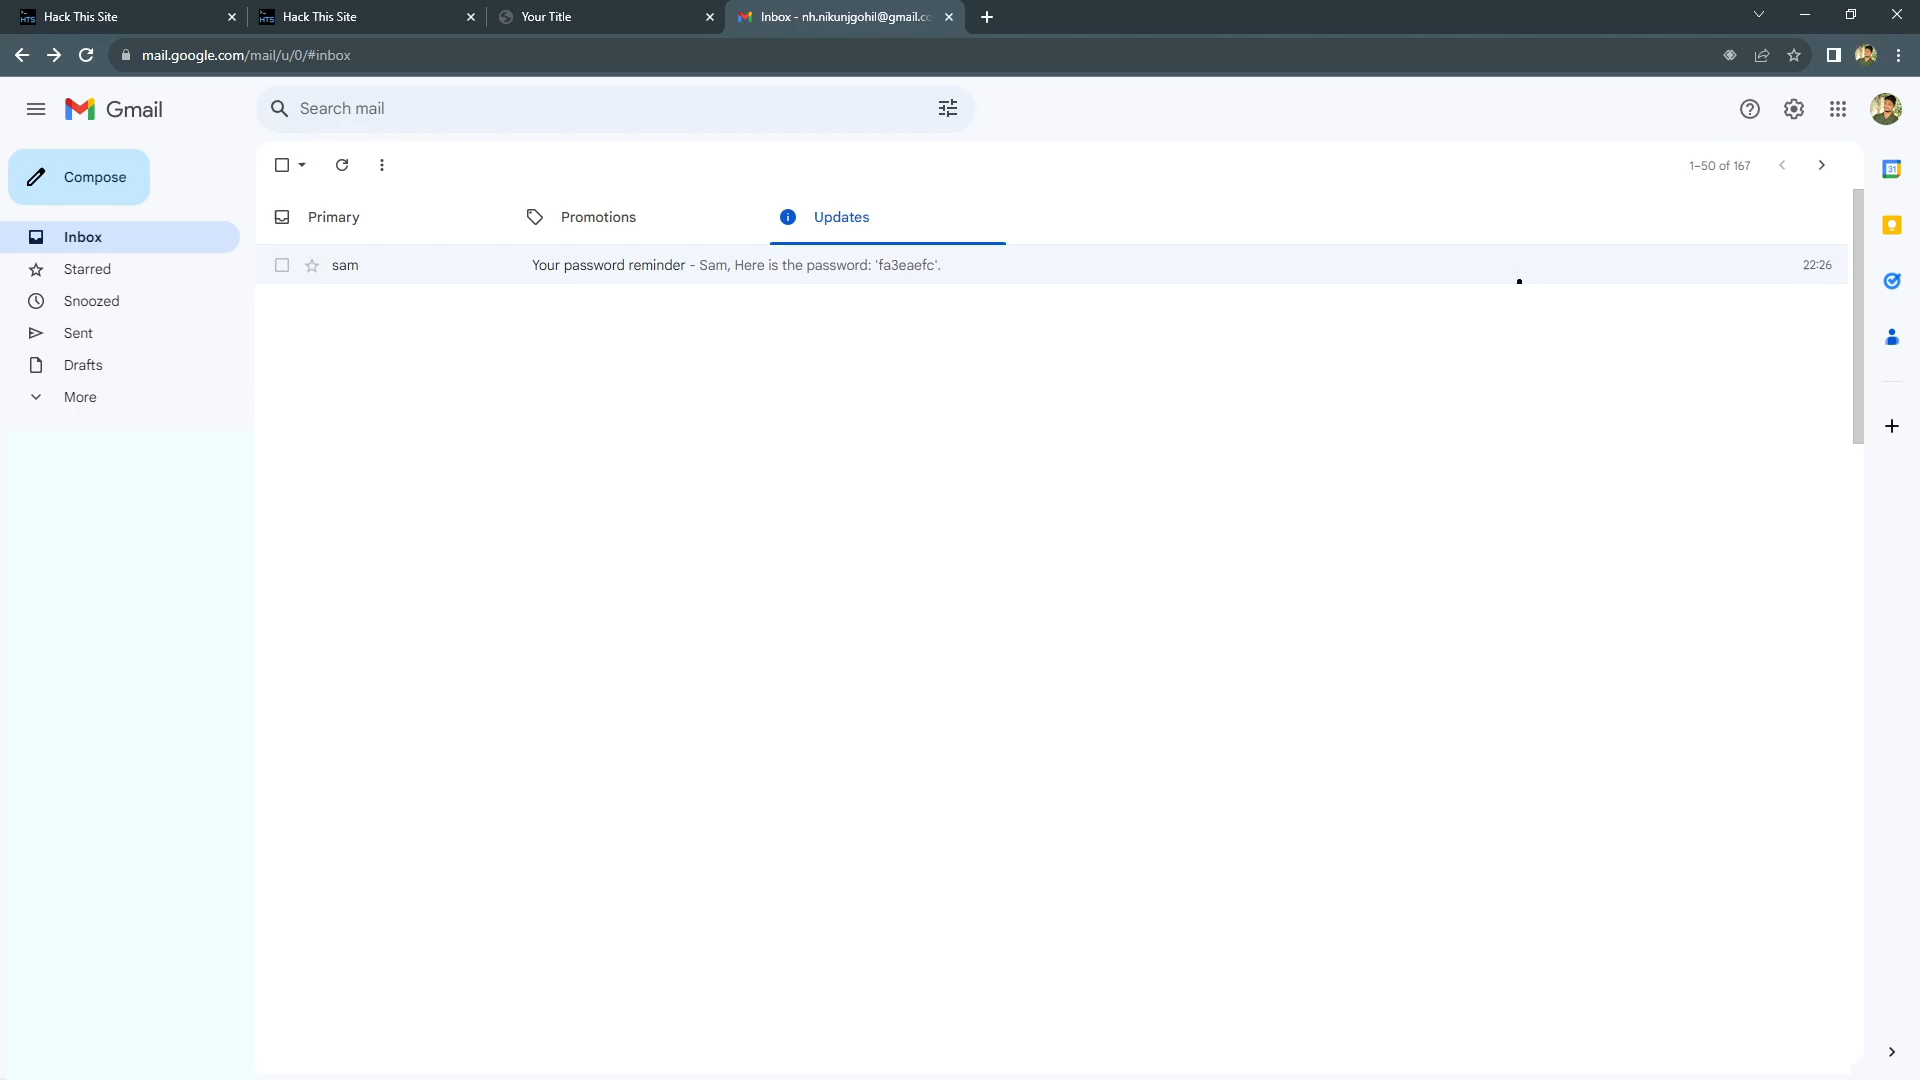 Hack This Site
Hack This Site
Your Title
Inbox - nh.nikunjgohil@gmail.co
mail.google.com/mail/u/0/#inbox
Gmail
Search mail
Compose
1–50 of 167
31
Primary
Promotions
Updates
Inbox
sam
Your password reminder - Sam, Here is the password: 'fa3eaefc'.
22:26
Starred
Snoozed
Sent
Drafts
More